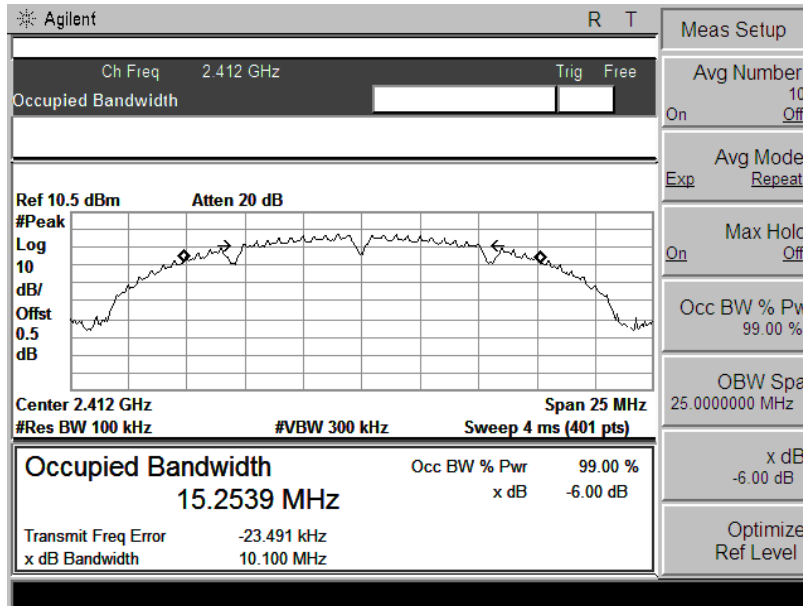 Agilent R T
Ch Freq 2.412 GHz Trig Free
Occupied Bandwidth
Ref 10.5 dBm Atten 20 dB
#Peak
Log
10
dB/
Offst
0.5
dB
Center 2.412 GHz Span 25 MHz
#Res BW 100 kHz #VBW 300 kHz Sweep 4 ms (401 pts)
Occupied Bandwidth Occ BW % Pwr 99.00 %
15.2539 MHz x dB -6.00 dB
Transmit Freq Error -23.491 kHz
x dB Bandwidth 10.100 MHz
Meas Setup
Avg Number
10
On Off
Avg Mode
Exp Repeat
Max Hold
On Off
Occ BW % Pw
99.00 %
OBW Spa
25.0000000 MHz
x dB
-6.00 dB
Optimize
Ref Level